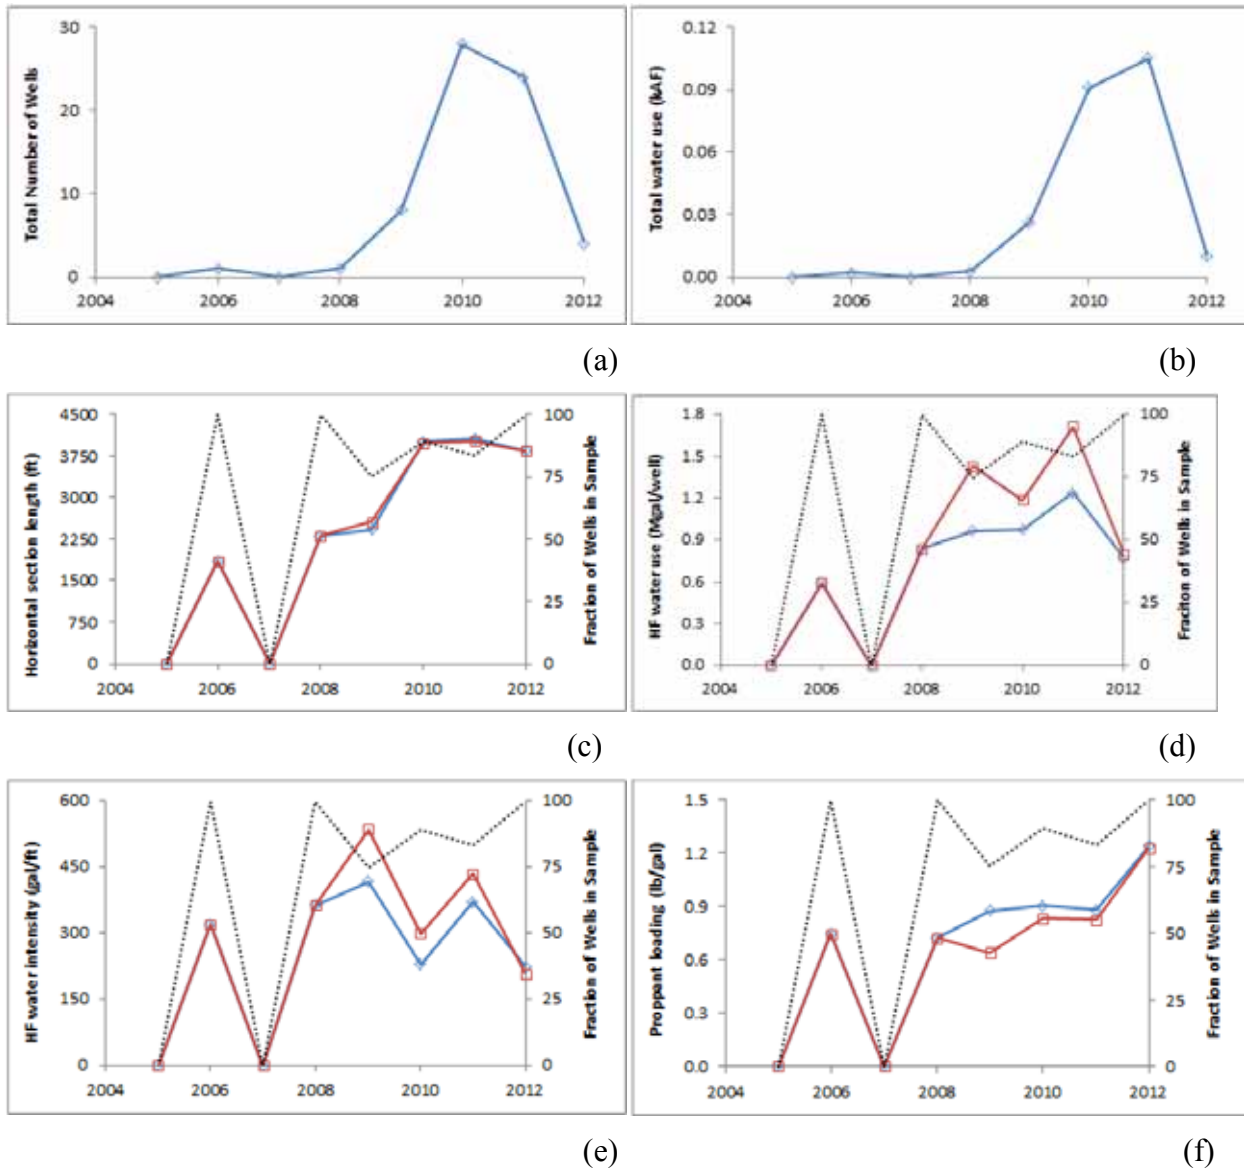 30
20
10
0
Total Number of Wells
2004 2006 2008 2010 2012
(a)
0.12
0.09
0.06
0.03
0.00
Total water use (kAF)
2004 2006 2008 2010 2012
(b)
4500
3750
3000
2250
1500
750
0
Horizontal section length (ft)
100
75
50
25
0
Fraction of Wells in Sample
2004 2006 2008 2010 2012
(c)
1.8
1.5
1.2
0.9
0.6
0.3
0.0
HF water use (Mgal/well)
100
75
50
25
0
Fraciton of Wells in Sample
2004 2006 2008 2010 2012
(d)
600
450
300
150
0
HF water intensity (gal/ft)
100
75
50
25
0
Fraction of Wells in Sample
2004 2006 2008 2010 2012
(e)
1.5
1.2
0.9
0.6
0.3
0.0
Proppant loading (lb/gal)
100
75
50
25
0
Fraction of Wells in Sample
2004 2006 2008 2010 2012
(f)